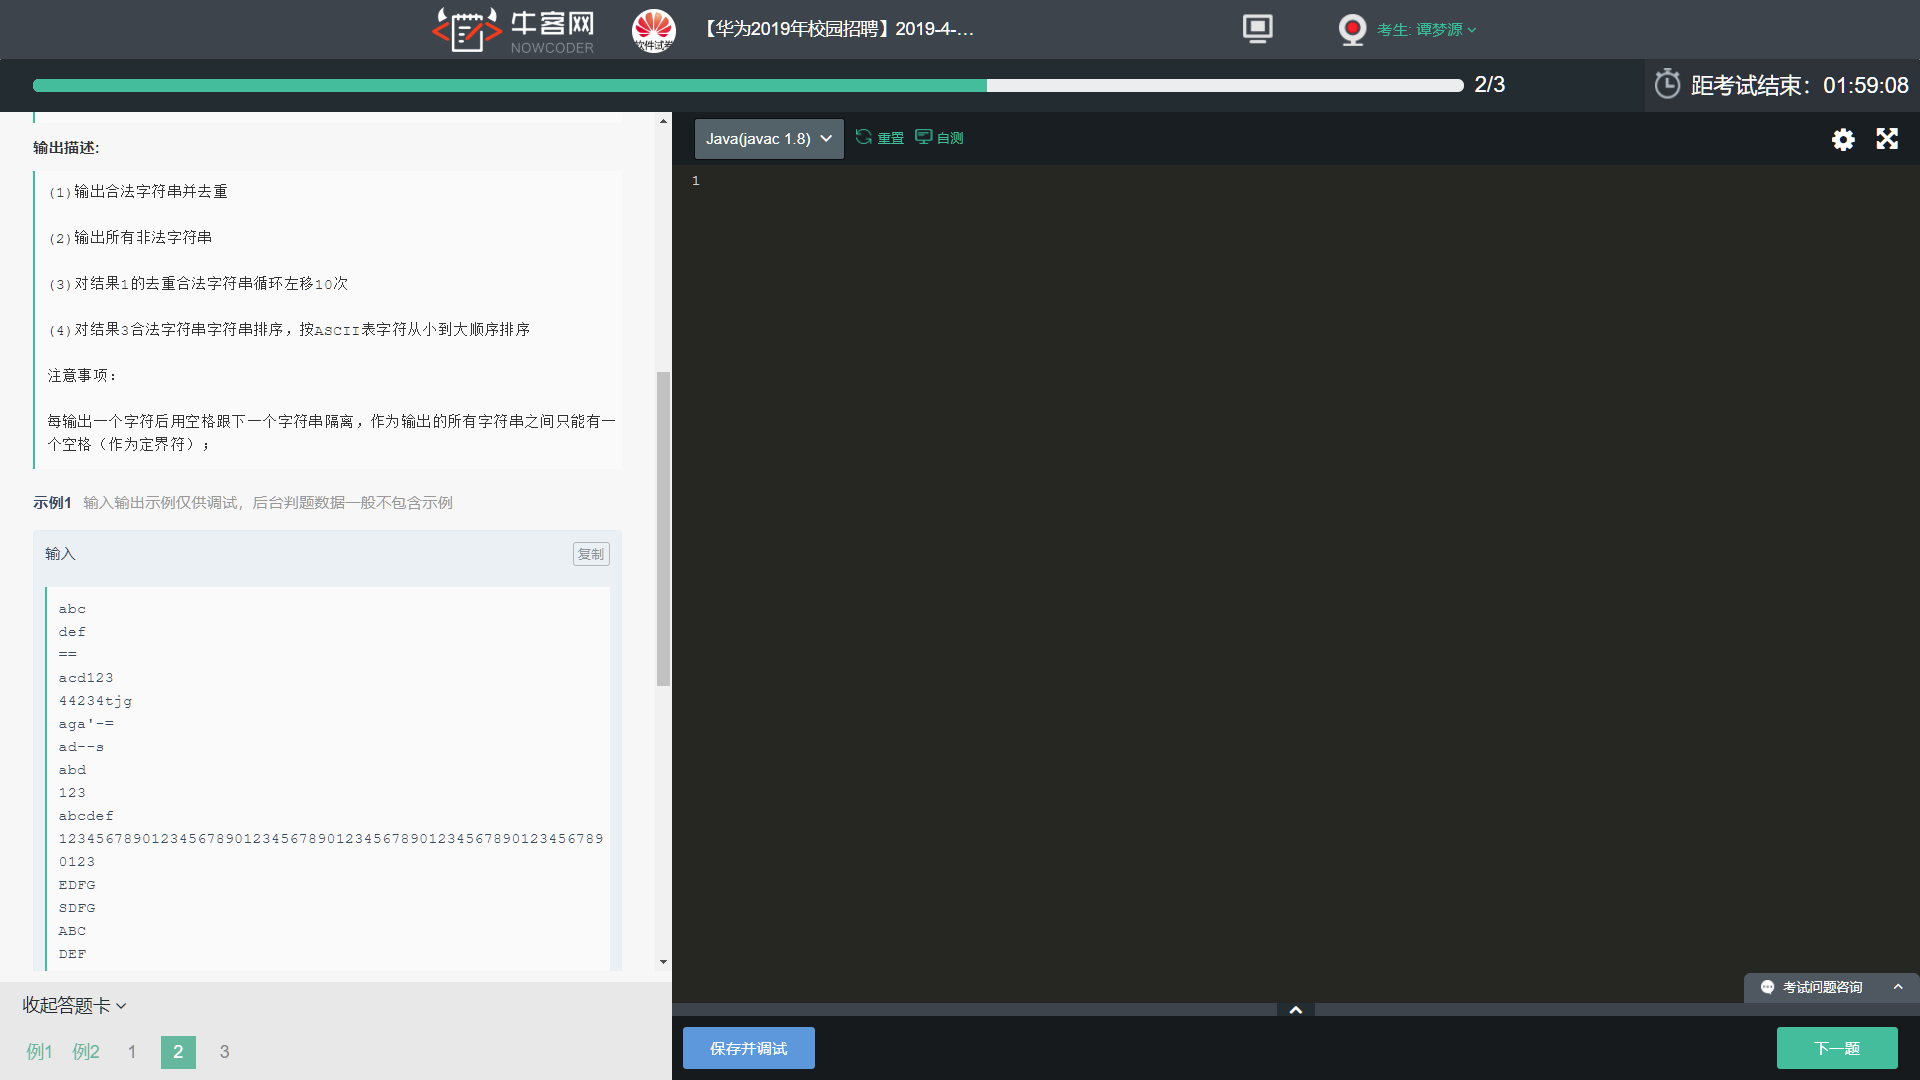 牛客网
NOWCODER
软件试卷
【华为2019年校园招聘】2019-4-...
考生: 谭梦源
2/3
距考试结束：01:59:08
输出描述:
(1)输出合法字符串并去重
(2)输出所有非法字符串
(3)对结果1的去重合法字符串循环左移10次
(4)对结果3合法字符串字符串排序，按ASCII表字符从小到大顺序排序
注意事项：
每输出一个字符后用空格跟下一个字符串隔离，作为输出的所有字符串之间只能有一
个空格（作为定界符）；
示例1 输入输出示例仅供调试，后台判题数据一般不包含示例
输入
复制
abc
def
==
acd123
44234tjg
aga'-=
ad--s
abd
123
abcdef
123456789012345678901234567890123456789012345678901234567890123456789
0123
EDFG
SDFG
ABC
DEF
收起答题卡
例1 例2 1 2 3
Java(javac 1.8)
重置
自测
1
考试问题咨询
保存并调试
下一题